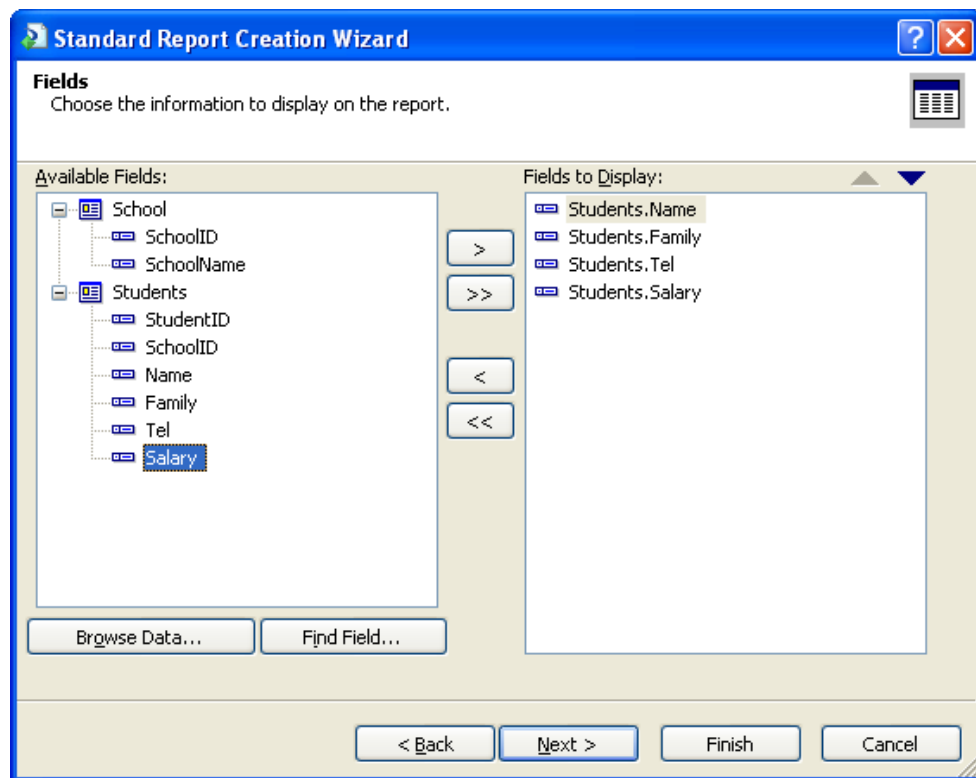 Standard Report Creation Wizard
?
Fields
Choose the information to display on the report.
Available Fields:
School
SchoolID
SchoolName
Students
StudentID
SchoolID
Name
Family
Tel
Salary
>
>>
<
<<
Fields to Display:
Students.Name
Students.Family
Students.Tel
Students.Salary
Browse Data...
Find Field...
< Back
Next >
Finish
Cancel